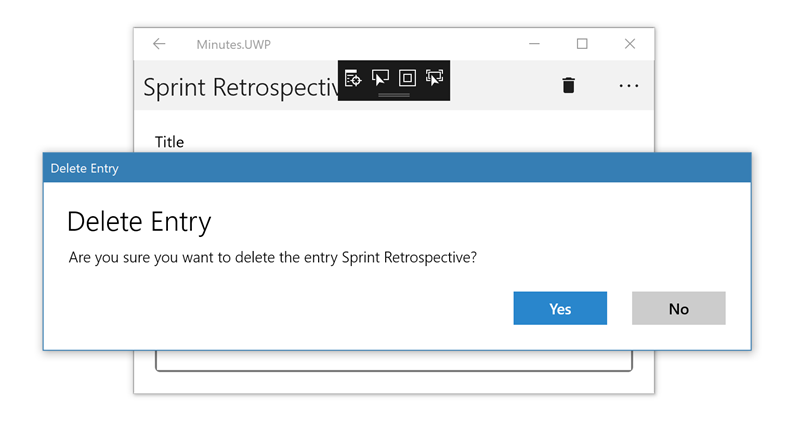 Minutes.UWP
Sprint Retrospectiv
Title
Delete Entry
Delete Entry
Are you sure you want to delete the entry Sprint Retrospective?
Yes No